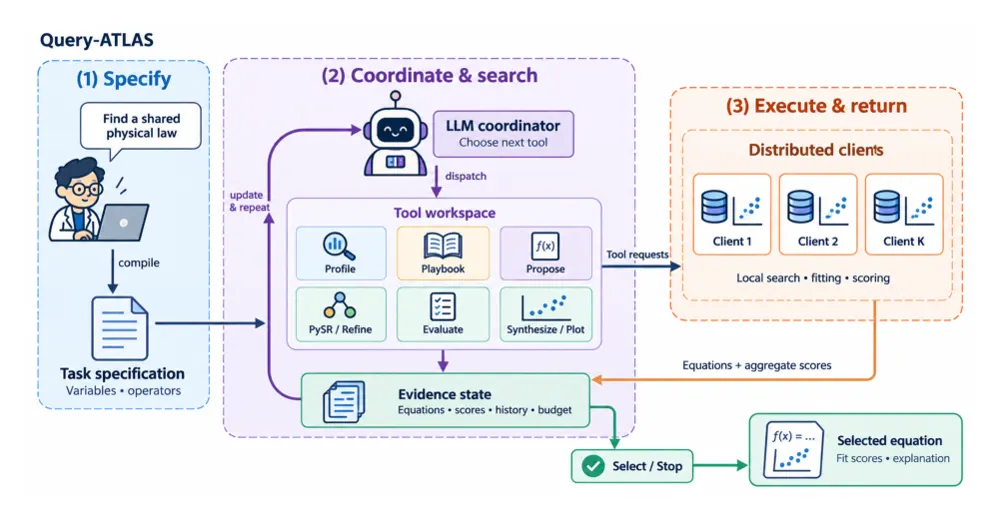 Query-ATLAS
(1) Specify
Find a shared
physical law
compile
Task specification
Variables • operators
(2) Coordinate & search
LLM coordinator
Choose next tool
dispatch
update
& repeat
Tool workspace
Profile
Playbook
f(x)
Propose
PySR / Refine
Evaluate
Synthesize / Plot
Evidence state
Equations • scores • history • budget
Tool requests
(3) Execute & return
Distributed clients
Client 1
Client 2
Client K
Local search • fitting • scoring
Equations + aggregate scores
Select / Stop
f(x) = ...
Selected equation
Fit scores • explanation